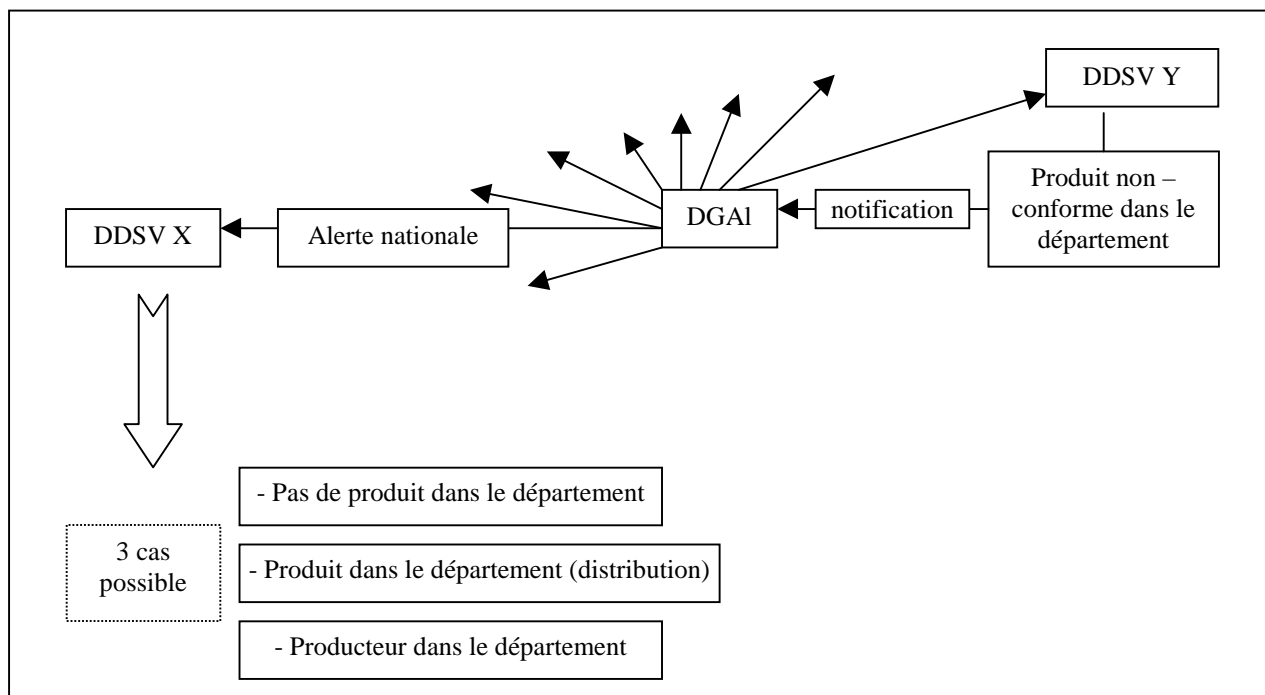 DDSV Y
Produit non –
conforme dans le
département
notification
DGAl
Alerte nationale
DDSV X
3 cas
possible
- Pas de produit dans le département
- Produit dans le département (distribution)
- Producteur dans le département